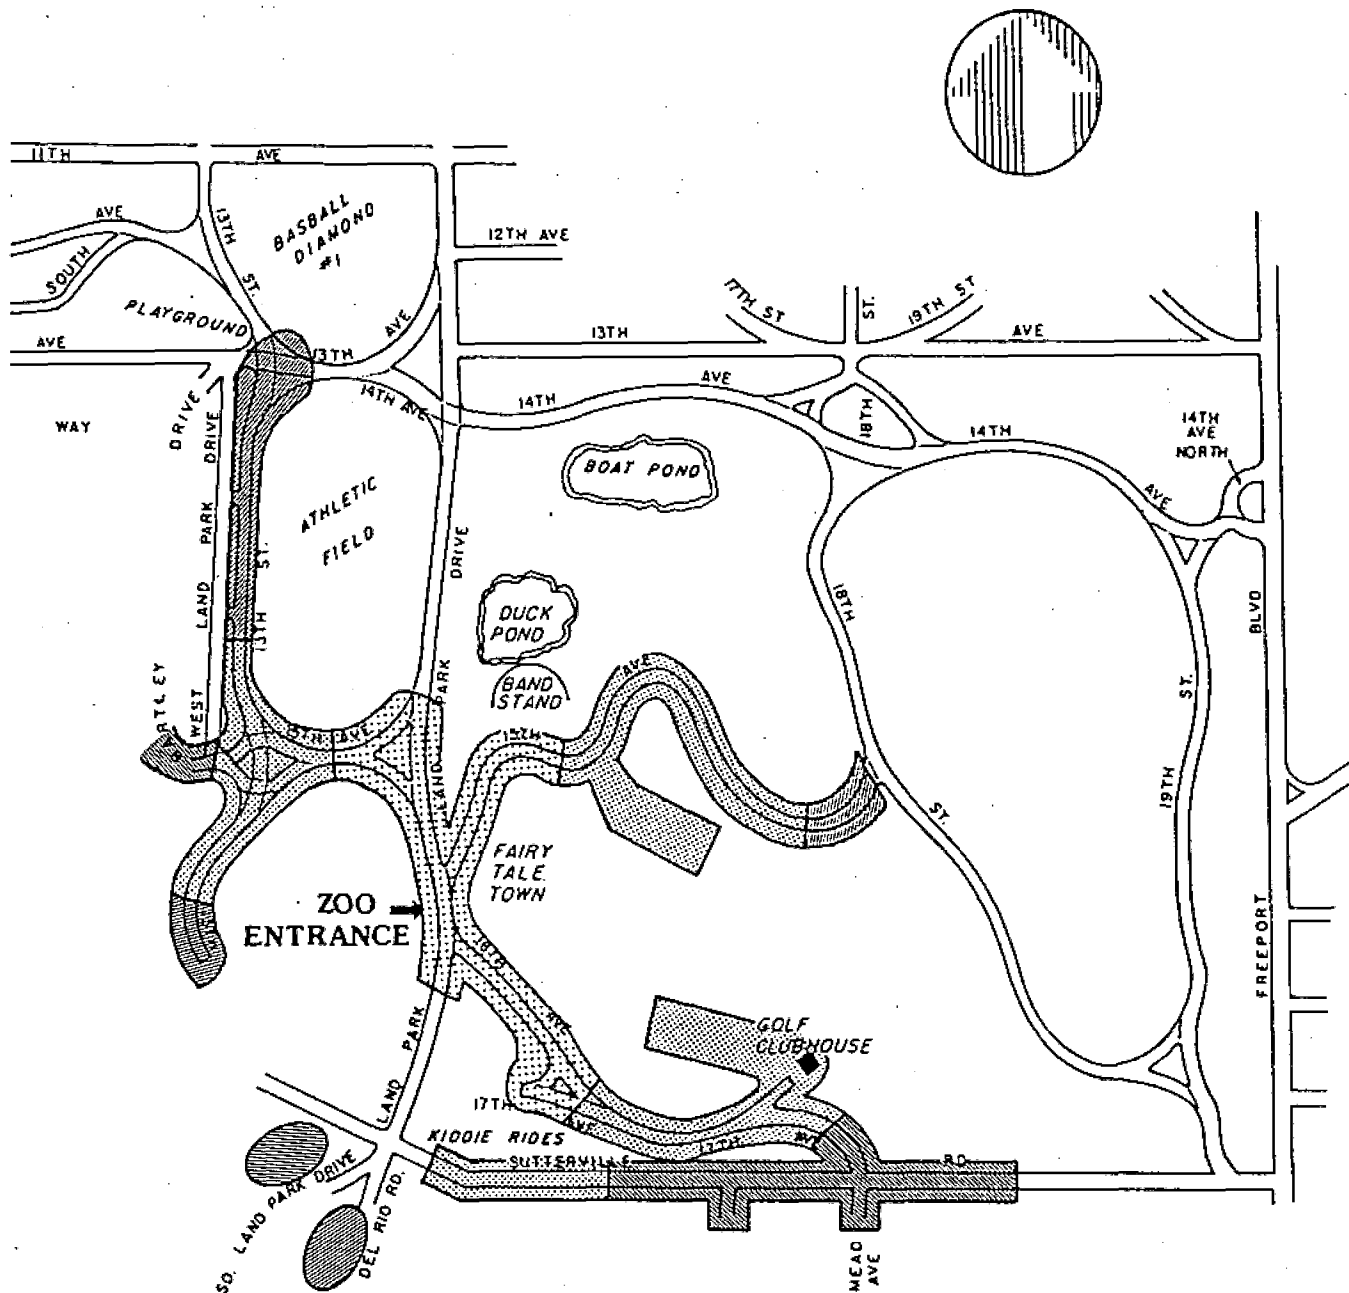 11TH
AVE
AVE
SOUTH
13TH
ST.
BASBALL
DIAMOND
#1
12TH AVE
PLAYGROUND
AVE
13TH
AVE
14TH AVE
17TH ST
ST.
19TH ST
13TH
AVE
AVE
14TH
18TH
14TH
14TH
AVE
NORTH
AVE
WAY
DRIVE
DRIVE
PARK
LAND
WEST
ATHLETIC
FIELD
ST.
13TH
BOAT POND
DRIVE
PARK
LAND
DUCK
POND
BAND
STAND
18TH
ST.
BLVD
FREEPORT
ST.
19TH
15TH
AVE
AVE
FAIRY
TALE
TOWN
ZOO
ENTRANCE
16TH
AVE
PARK
LAND
GOLF
CLUBHOUSE
17TH
AVE
17TH
AVE
KIDDIE RIDES
SUTTERVILLE
RD.
SO. LAND PARK DRIVE
DEL RIO RD.
MEAD
AVE